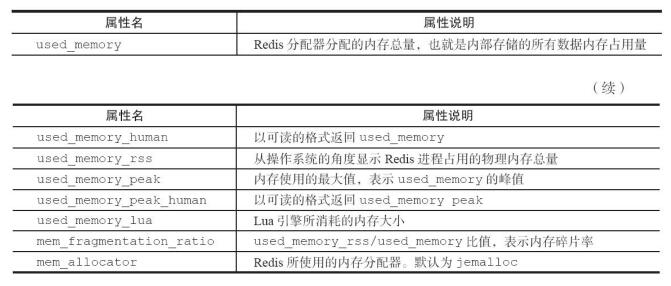 属性名 属性说明
used_memory Redis 分配器分配的内存总量，也就是内部存储的所有数据内存占用量
（续）
属性名 属性说明
used_memory_human 以可读的格式返回 used_memory
used_memory_rss 从操作系统的角度显示 Redis 进程占用的物理内存总量
used_memory_peak 内存使用的最大值，表示 used_memory 的峰值
used_memory_peak_human 以可读的格式返回 used_memory peak
used_memory_lua Lua 引擎所消耗的内存大小
mem_fragmentation_ratio used_memory_rss/used_memory 比值，表示内存碎片率
mem_allocator Redis 所使用的内存分配器。默认为 jemalloc